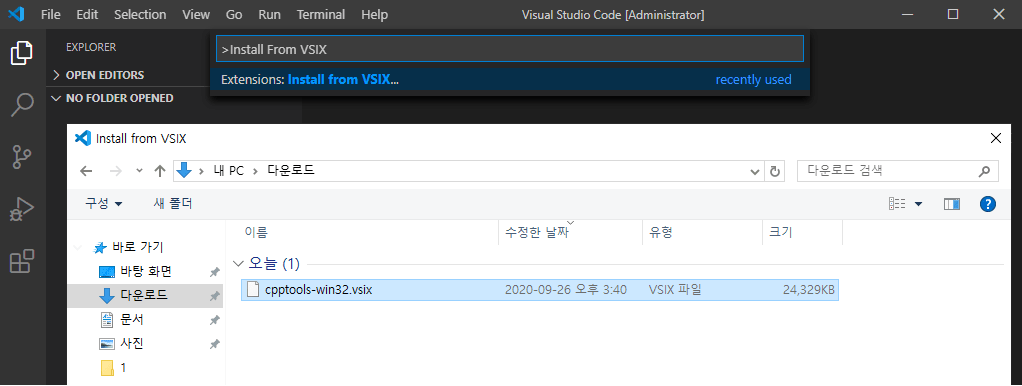 File Edit Selection View Go Run Terminal Help Visual Studio Code [Administrator]
EXPLORER
>Install From VSIX
OPEN EDITORS
Extensions: Install from VSIX... recently used
NO FOLDER OPENED
Install from VSIX
내 PC 다운로드 다운로드 검색
구성 새 폴더
이름 수정한 날짜 유형 크기
바로 가기
오늘 (1)
바탕 화면
cpptools-win32.vsix 2020-09-26 오후 3:40 VSIX 파일 24,329KB
다운로드
문서
사진
1